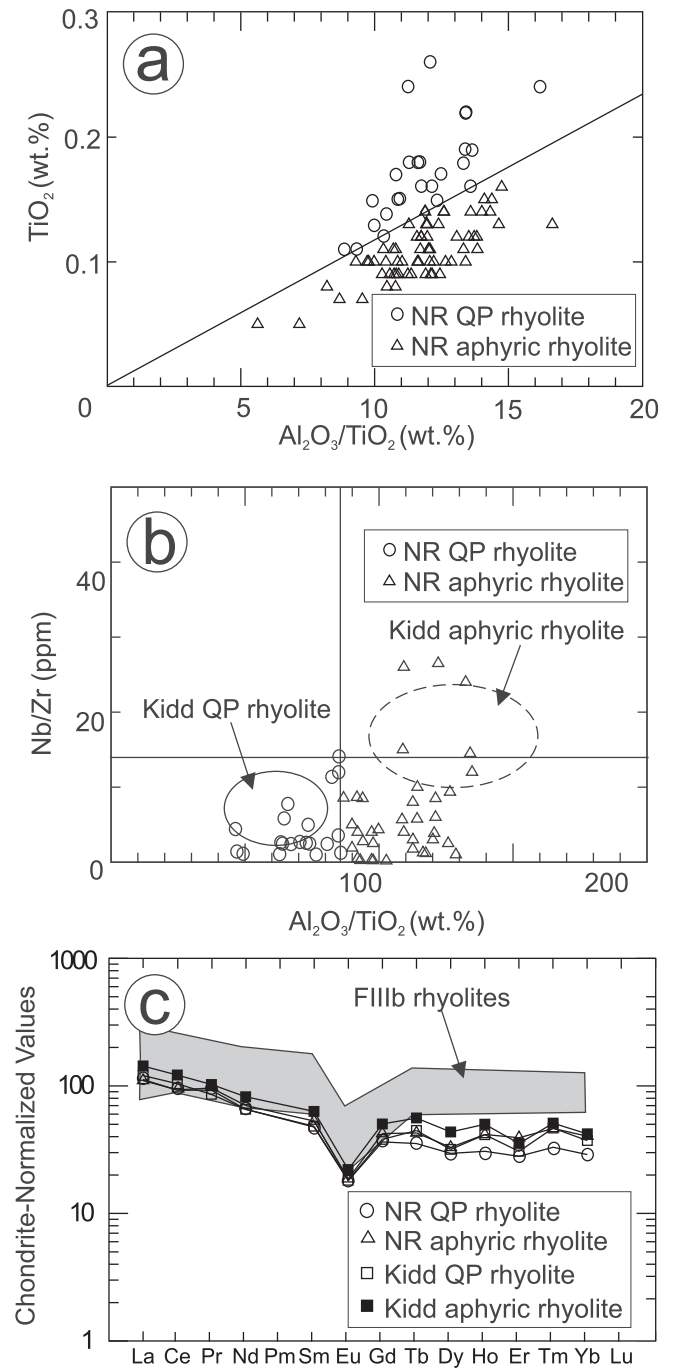 0.3
a
0.2
TiO₂ (wt.%)
0.1
NR QP rhyolite
NR aphyric rhyolite
0 5 10 15 20
Al₂O₃/TiO₂ (wt.%)
b
NR QP rhyolite
NR aphyric rhyolite
40
Kidd aphyric rhyolite
Nb/Zr (ppm)
Kidd QP rhyolite
20
0
100 200
Al₂O₃/TiO₂ (wt.%)
1000
c
FIIIb rhyolites
100
Chondrite-Normalized Values
10
NR QP rhyolite
NR aphyric rhyolite
Kidd QP rhyolite
Kidd aphyric rhyolite
1
La Ce Pr Nd Pm Sm Eu Gd Tb Dy Ho Er Tm Yb Lu